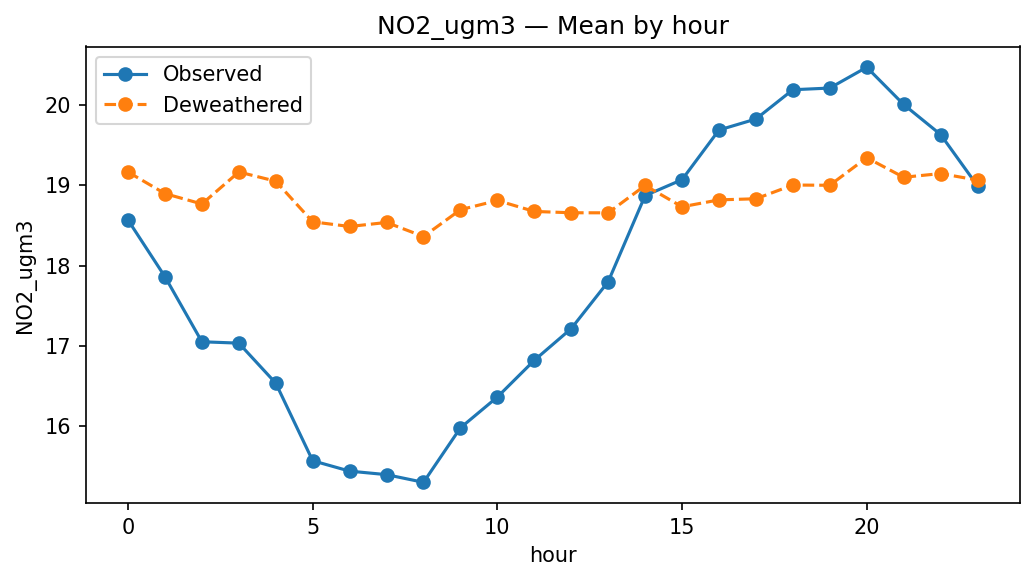 NO2_ugm3 — Mean by hour
Observed
Deweathered
NO2_ugm3
20
19
18
17
16
0 5 10 15 20
hour